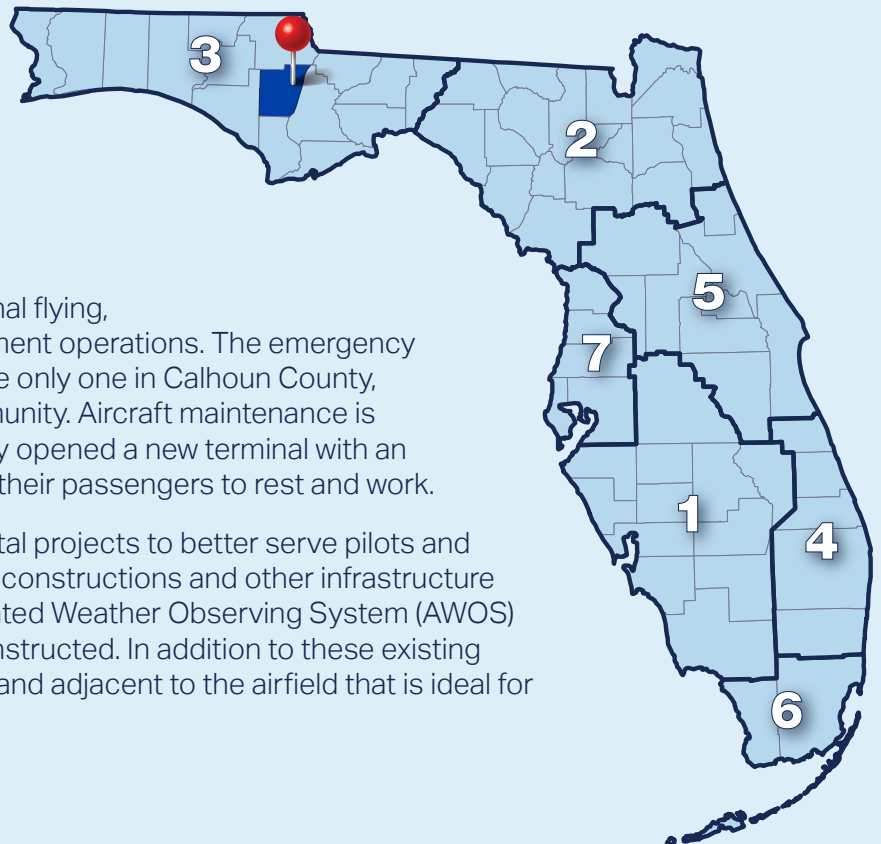 3
2
5
7
1
4
6
nal flying,
ment operations. The emergency
e only one in Calhoun County,
munity. Aircraft maintenance is
y opened a new terminal with an
their passengers to rest and work.
tal projects to better serve pilots and
constructions and other infrastructure
ated Weather Observing System (AWOS)
nstructed. In addition to these existing
and adjacent to the airfield that is ideal for